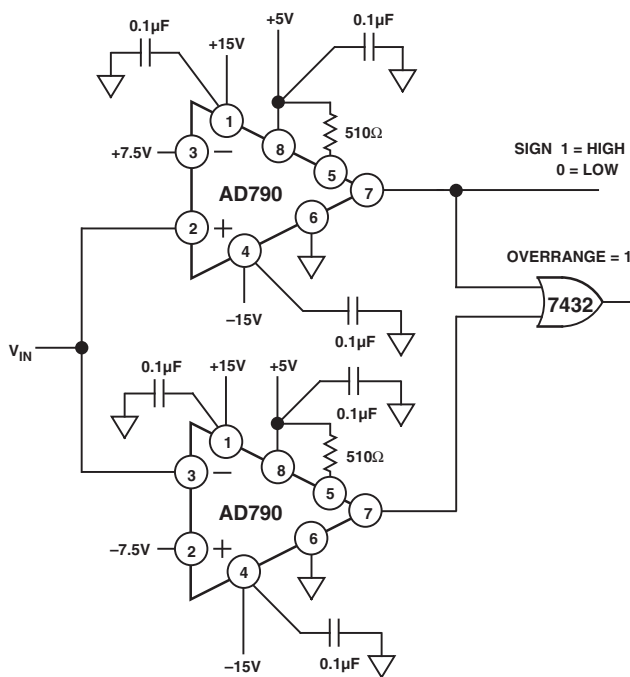 0.1µF
+15V
+5V
0.1µF
1
8
510Ω
5
+7.5V
3
–
AD790
7
SIGN 1 = HIGH
0 = LOW
2
+
6
4
–15V
0.1µF
OVERRANGE = 1
7432
V_IN
0.1µF
+15V
+5V
0.1µF
1
8
510Ω
5
3
–
AD790
7
–7.5V
2
+
6
4
–15V
0.1µF